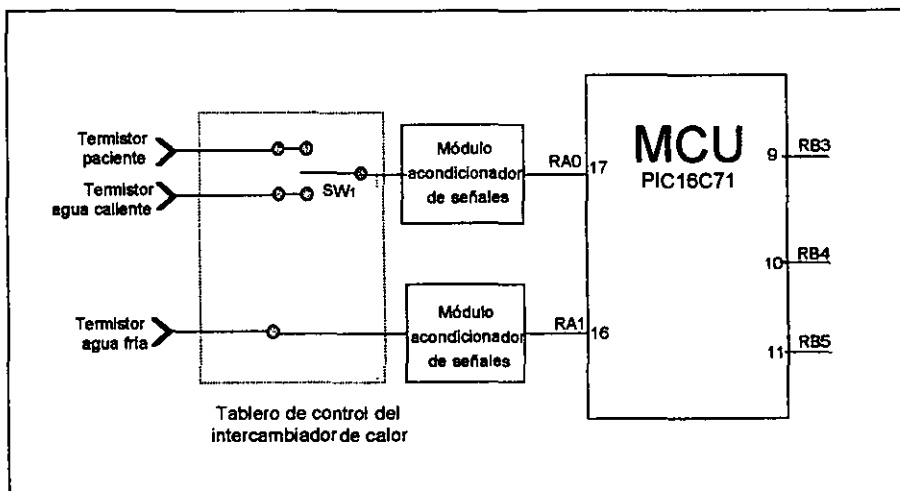 Termistor
paciente
Termistor
agua caliente
SW1
Módulo
acondicionador
de señales
RA0
17
MCU
PIC16C71
9
RB3
10
RB4
11
RB5
Termistor
agua fría
Módulo
acondicionador
de señales
RA1
16
Tablero de control del
intercambiador de calor